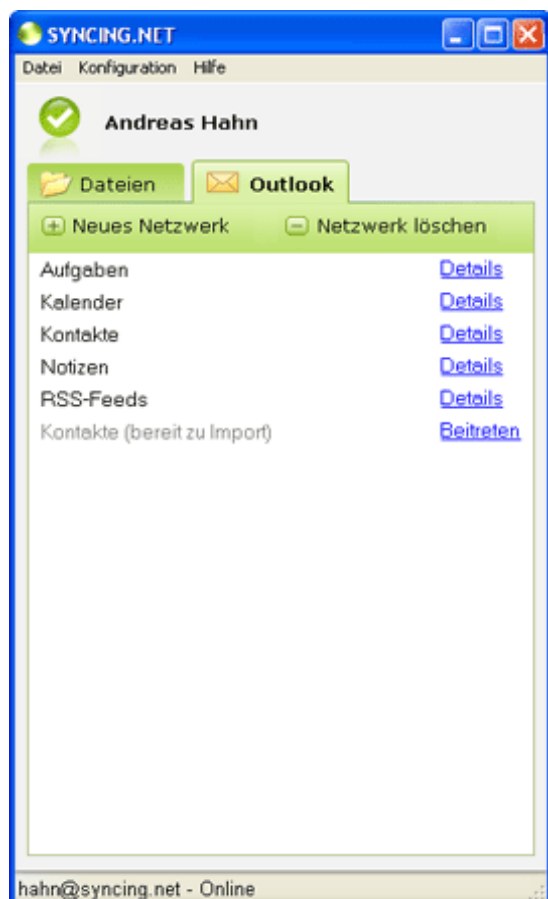 SYNCING.NET
Datei Konfiguration Hilfe
Andreas Hahn
Dateien Outlook
Neues Netzwerk Netzwerk löschen
Aufgaben Details
Kalender Details
Kontakte Details
Notizen Details
RSS-Feeds Details
Kontakte (bereit zu Import) Beitreten
hahn@syncing.net - Online